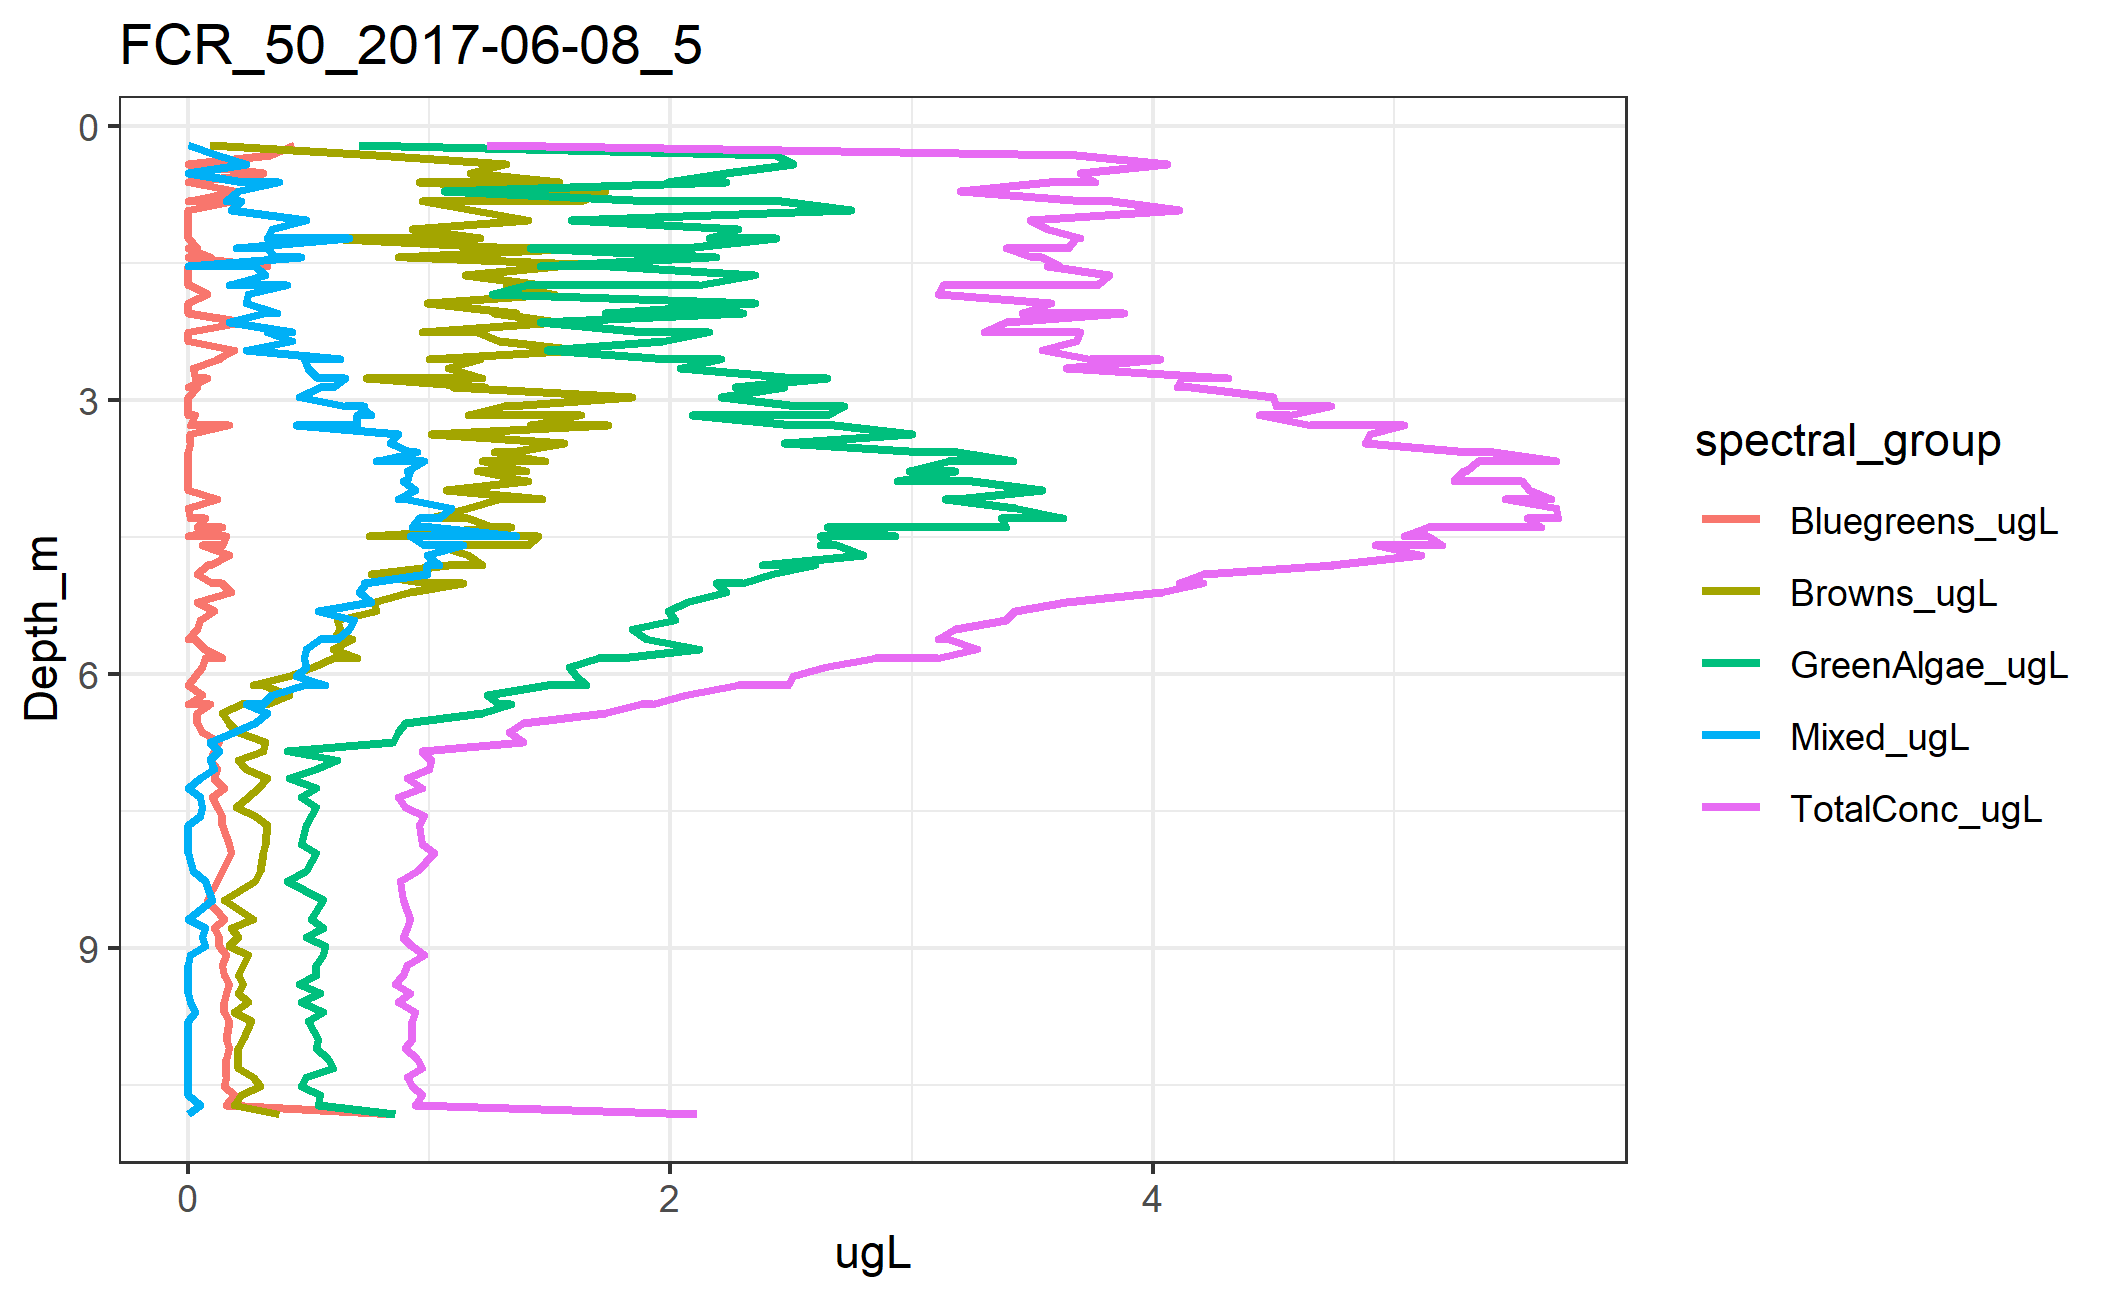 FCR_50_2017-06-08_5
0
3
6
9
Depth_m
0
2
4
ugL
spectral_group
Bluegreens_ugL
Browns_ugL
GreenAlgae_ugL
Mixed_ugL
TotalConc_ugL